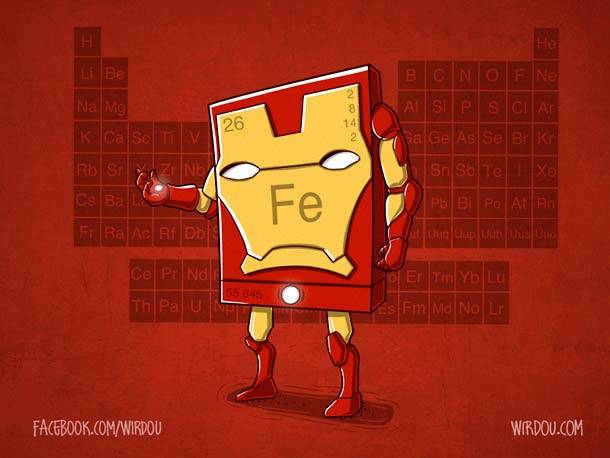 H He
Li Be B C N O F Ne
Na Mg Al Si P S Cl Ar
26
2
8
14
2
K Ca Sc Ti V Ge As Se Br Kr
Rb Sr Sn Sb Te I Xe
Fe
Cs Ba Pb Bi Po At Rn
Fr Ra Ac Rf Db Uuq Uup Uuh Uus Uuo
Ce Pr Nd Er Tm Yb Lu
55.845
Th Pa U Es Fm Md No Lr
FACEBOOK.COM/WIRDOU WIRDOU.COM